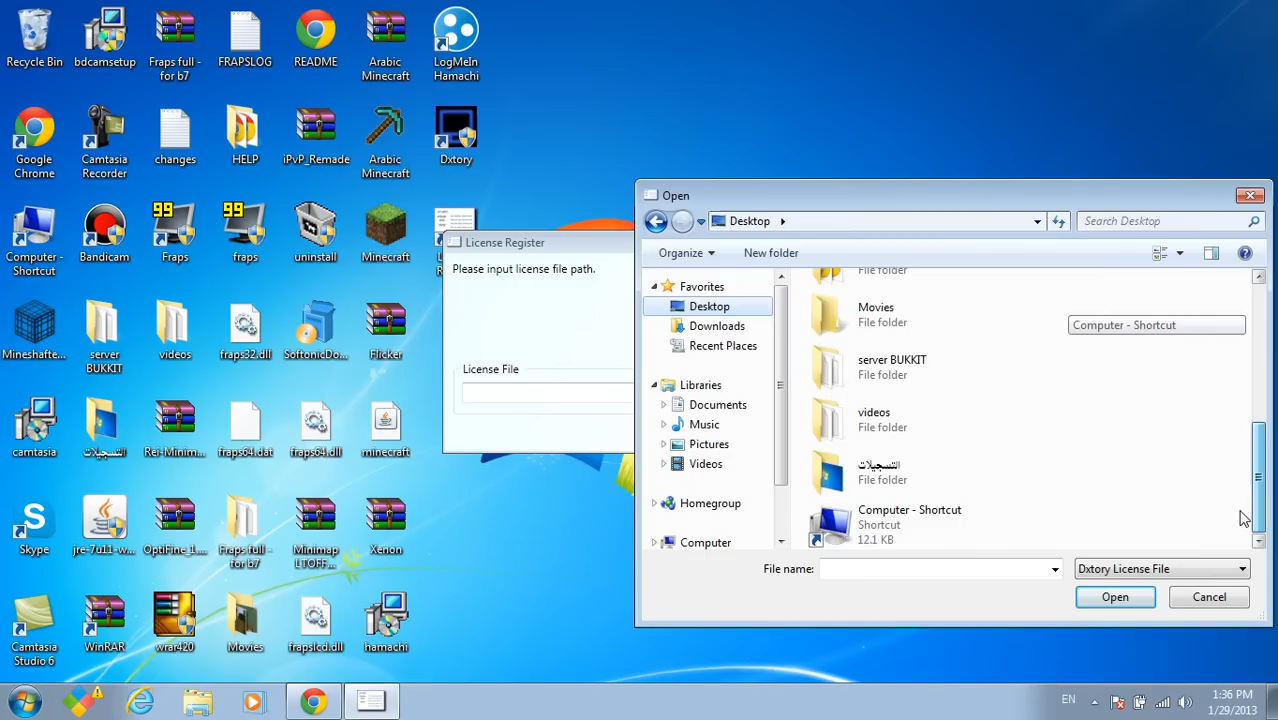 Recycle Bin
bdcamsetup
Fraps full -
for b7
FRAPSLOG
README
Arabic
Minecraft
LogMeIn
Hamachi
Google
Chrome
Camtasia
Recorder
changes
HELP
iPvP_Remade
Arabic
Minecraft
Dxtory
99
99
Computer -
Shortcut
Bandicam
Fraps
fraps
uninstall
Minecraft
Mineshafte...
server
BUKKIT
videos
fraps32.dll
SoftonicDo...
Flicker
camtasia
التسجيلات
Rei-Minim...
fraps64.dat
fraps64.dll
minecraft
Skype
jre-7u11-w...
OptiFine_1....
Fraps full -
for b7
Minimap
LTOFF...
Xenon
Camtasia
Studio 6
WinRAR
wrar420
Movies
frapslcd.dll
hamachi
License Register
Please input license file path.
License File
Open
Desktop
Search Desktop
Organize
New folder
Favorites
Desktop
Downloads
Recent Places
Libraries
Documents
Music
Pictures
Videos
Homegroup
Computer
File folder
Movies
File folder
server BUKKIT
File folder
videos
File folder
التسجيلات
File folder
Computer - Shortcut
Shortcut
12.1 KB
Computer - Shortcut
File name:
Dxtory License File
Open
Cancel
EN
1:36 PM
1/29/2013